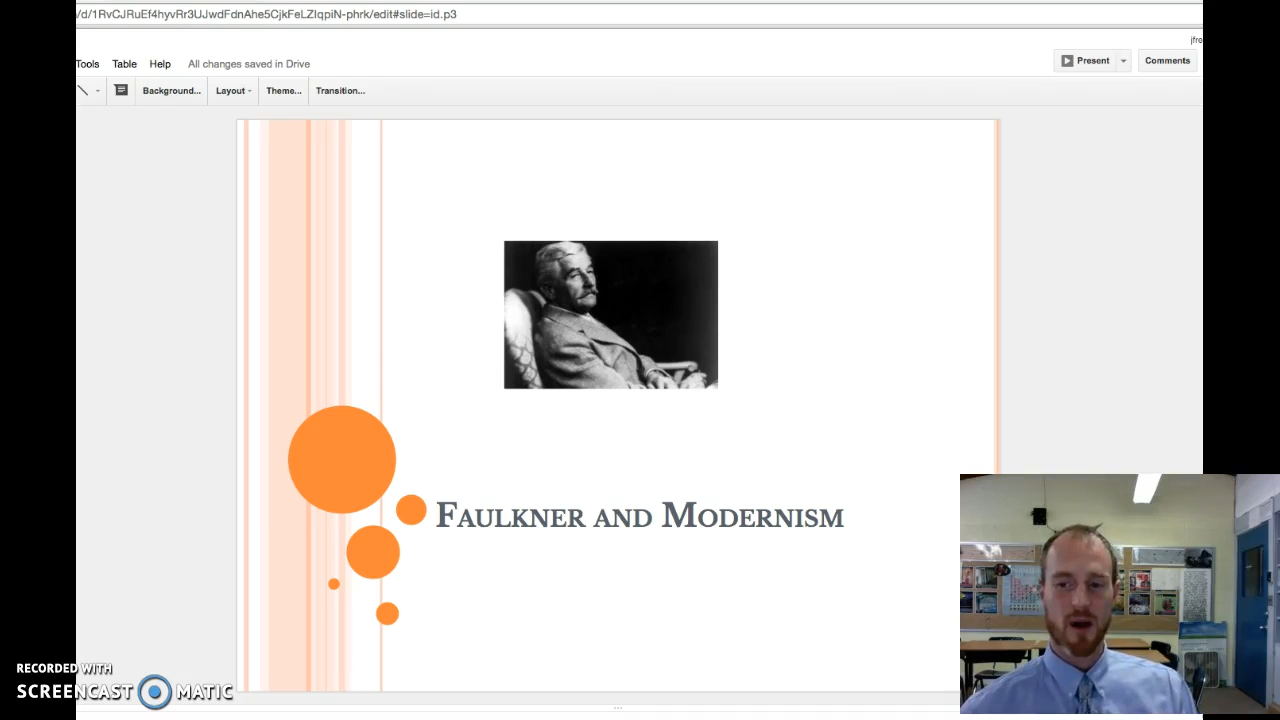 /d/1RvCJRuEf4hyvRr3UJwdFdnAhe5CjkFeLZIqpiN-phrk/edit#slide=id.p3
jfre
Tools Table Help All changes saved in Drive
Present Comments
Background... Layout Theme... Transition...
FAULKNER AND MODERNISM
RECORDED WITH
SCREENCAST MATIC